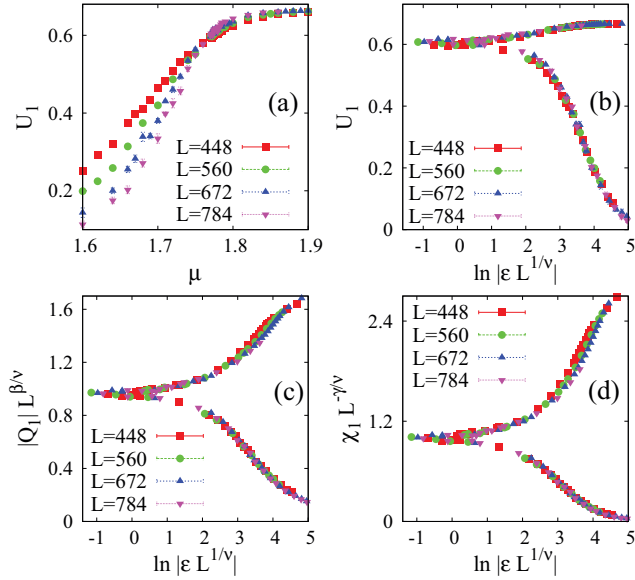 0.6
0.4
0.2
U₁
(a)
L=448
L=560
L=672
L=784
1.6 1.7 1.8 1.9
μ
0.6
0.4
0.2
0
U₁
(b)
L=448
L=560
L=672
L=784
-1 0 1 2 3 4 5
ln |ε L^{1/ν}|
1.6
1.2
0.8
0.4
0
|Q₁| L^{β/ν}
(c)
L=448
L=560
L=672
L=784
-1 0 1 2 3 4 5
ln |ε L^{1/ν}|
2.4
1.2
0
χ₁ L^{-γ/ν}
L=448
L=560
L=672
L=784
(d)
-1 0 1 2 3 4 5
ln |ε L^{1/ν}|